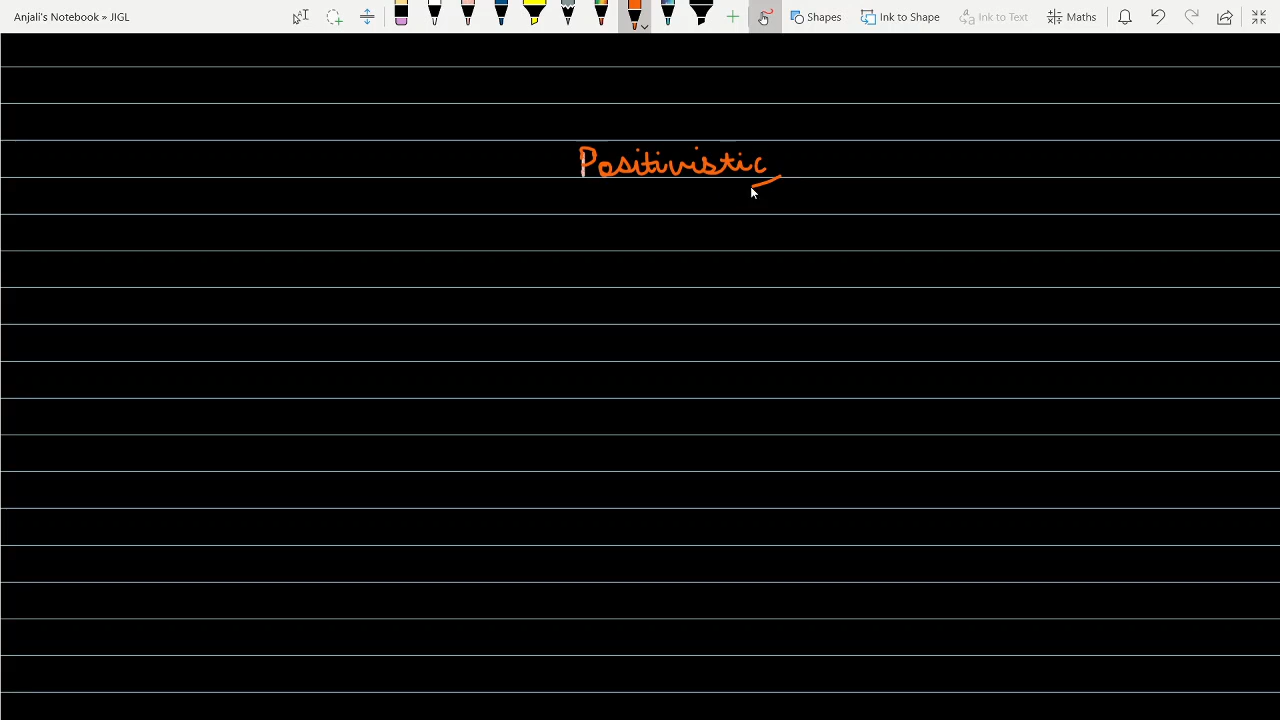 Anjali's Notebook » JIGL
Shapes Ink to Shape Ink to Text Maths
Positivistic